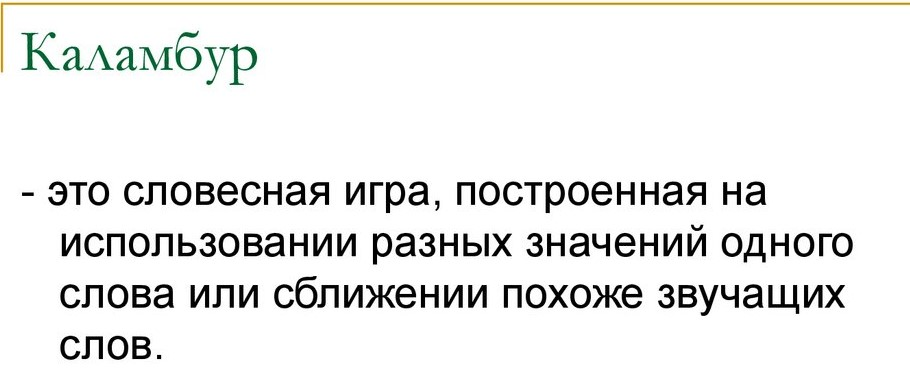 Каламбур
- это словесная игра, построенная на
использовании разных значений одного
слова или сближении похоже звучащих
слов.